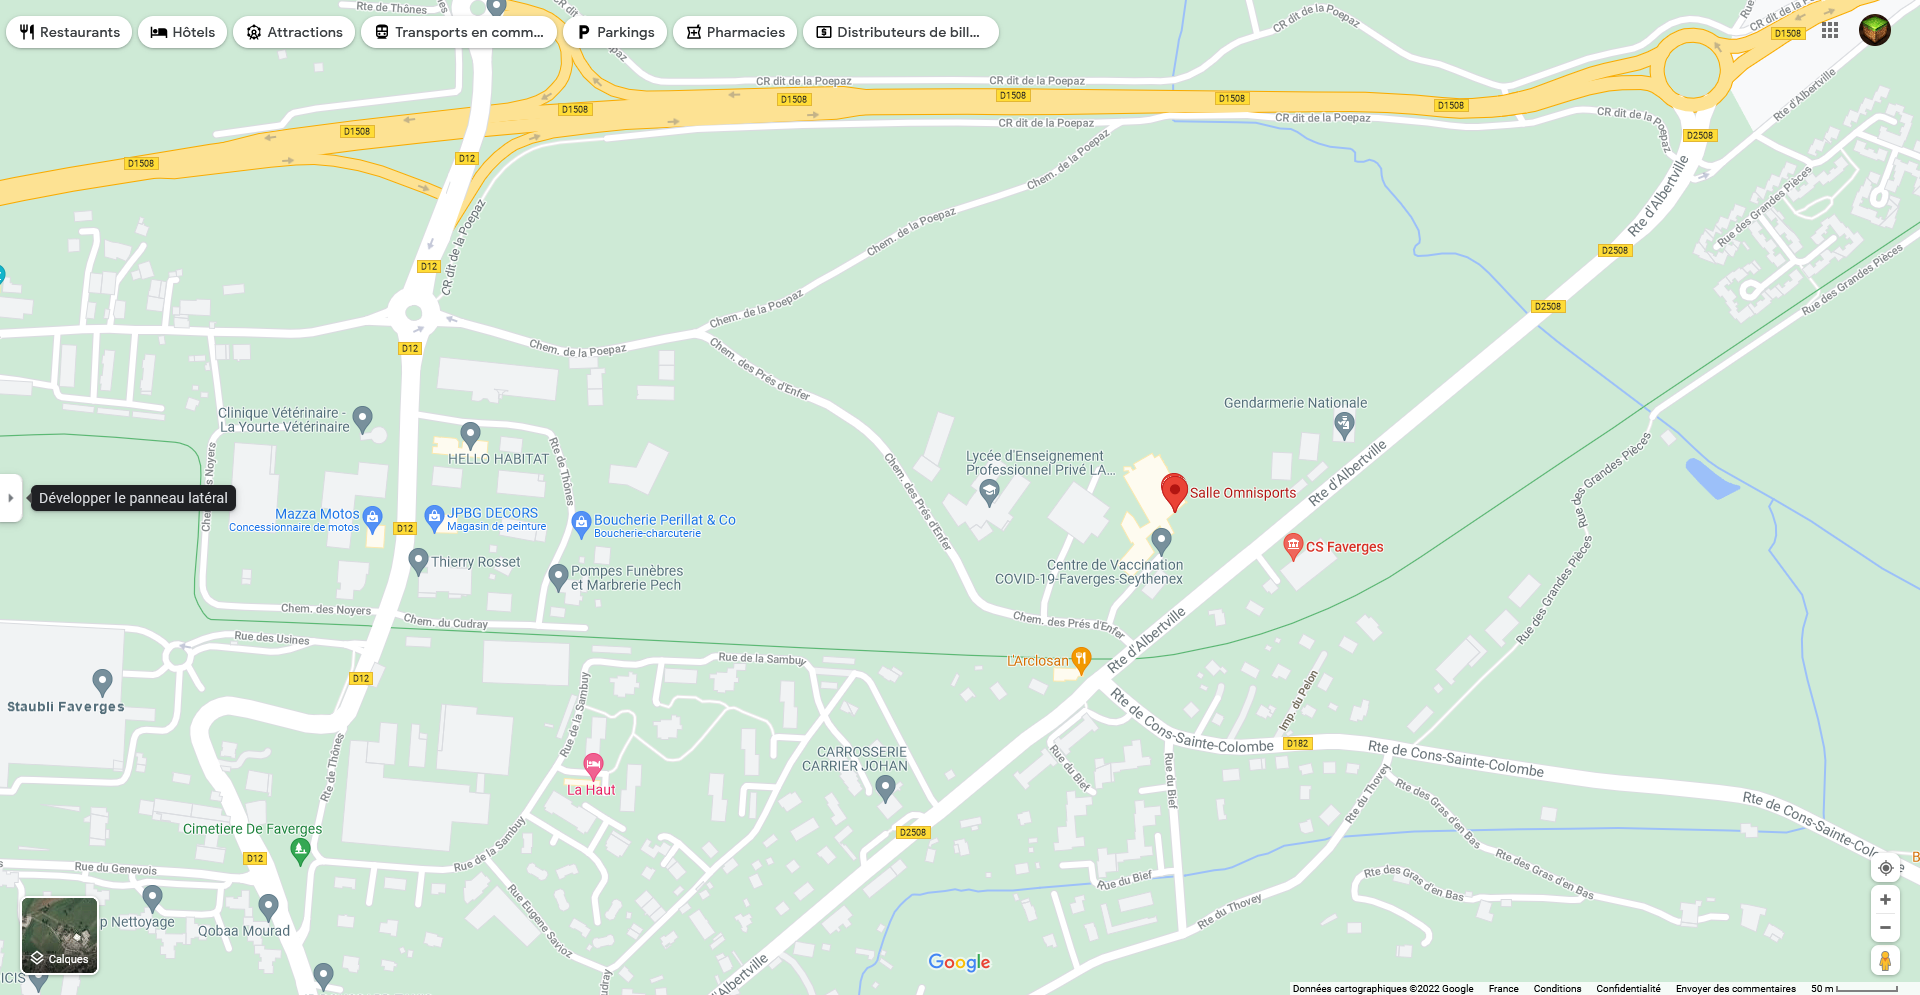 Rte de Thônes
CR dit de la Poepaz
Restaurants
Hôtels
Attractions
Transports en comm...
Parkings
Pharmacies
Distributeurs de bill...
CR dit de la Poepaz
CR dit de la Poepaz
D1508
CR dit de la Poepaz
CR dit de la Poepaz
D1508
D1508
D1508
D1508
D1508
D1508
D1508
CR dit de la Poepaz
CR dit de la Poepaz
CR dit de la Poepaz
D2508
Rte d'Albertville
D12
Chem. de la Poepaz
Rte d'Albertville
Rue des Grandes Pièces
Chem. de la Poepaz
CR dit de la Poepaz
D12
D2508
D2508
Rue des Grandes Pièces
Chem. de la Poepaz
Chem. de la Poepaz
D12
Chem. des Prés d'Enfer
Clinique Vétérinaire -
La Yourte Vétérinaire
HELLO HABITAT
Rte de Thônes
Gendarmerie Nationale
Lycée d'Enseignement
Professionnel Privé LA...
Rte d'Albertville
Rue des Grandes Pièces
Chem. des Prés d'Enfer
Salle Omnisports
Développer le panneau latéral
Mazza Motos
Concessionnaire de motos
D12
JPBG DECORS
Magasin de peinture
Boucherie Perillat & Co
Boucherie-charcuterie
Thierry Rosset
Pompes Funèbres
et Marbrerie Pech
CS Faverges
Centre de Vaccination
COVID-19-Faverges-Seythenex
Rue des Grandes Pièces
Chem. des Noyers
Chem. du Cudray
Chem. des Prés d'Enfer
Rue des Usines
Rte d'Albertville
L'Arclosan
Rue de la Sambuy
D12
Staubli Faverges
Rue de la Sambuy
Imp. du Pelon
Rte de Cons-Sainte-Colombe
D182
Rte de Cons-Sainte-Colombe
Rte de Thônes
CARROSSERIE
CARRIER JOHAN
La Haut
Rue du Bief
Rue du Bief
Rte du Thovey
Rte des Gras d'en Bas
Rte de Cons-Sainte-Colombe
Cimetiere De Faverges
D12
D2508
Rue de la Sambuy
Rue du Genevois
Rte des Gras d'en Bas
Rte des Gras d'en Bas
Rue du Bief
Rte du Thovey
Rue Eugene Savioz
p Nettoyage
Qobaa Mourad
Calques
Google
Données cartographiques ©2022 Google
France
Conditions
Confidentialité
Envoyer des commentaires
50 m